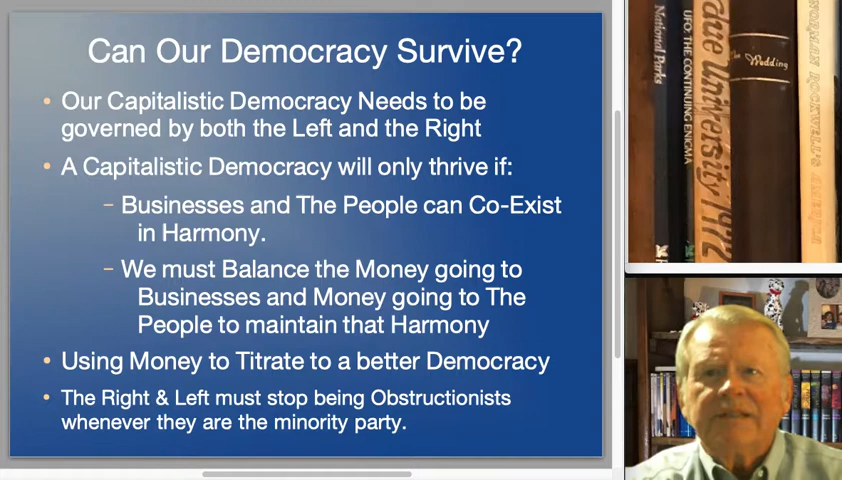 Can Our Democracy Survive?
• Our Capitalistic Democracy Needs to be
governed by both the Left and the Right
• A Capitalistic Democracy will only thrive if:
– Businesses and The People can Co-Exist
in Harmony.
– We must Balance the Money going to
Businesses and Money going to The
People to maintain that Harmony
• Using Money to Titrate to a better Democracy
• The Right & Left must stop being Obstructionists
whenever they are the minority party.
National Parks
UFO: THE CONTINUING ENIGMA
due University 1972
The Wedding
NORMAN ROCKWELL'S AMERICA